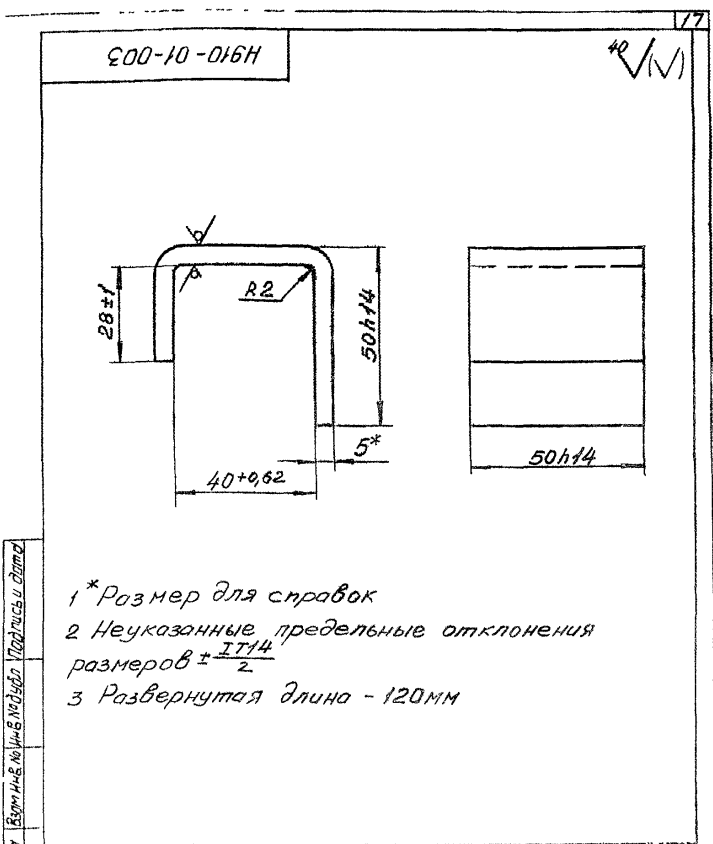 17
Н910-01-003
40 √(√)
28±1
R2
50h14
5*
40+0,62
50h14
1 *Размер для справок
2 Неуказанные предельные отклонения
размеров ± IT14/2
3 Развернутая длина - 120мм
Подпись и дата
Инв № дубл
Взам инв №